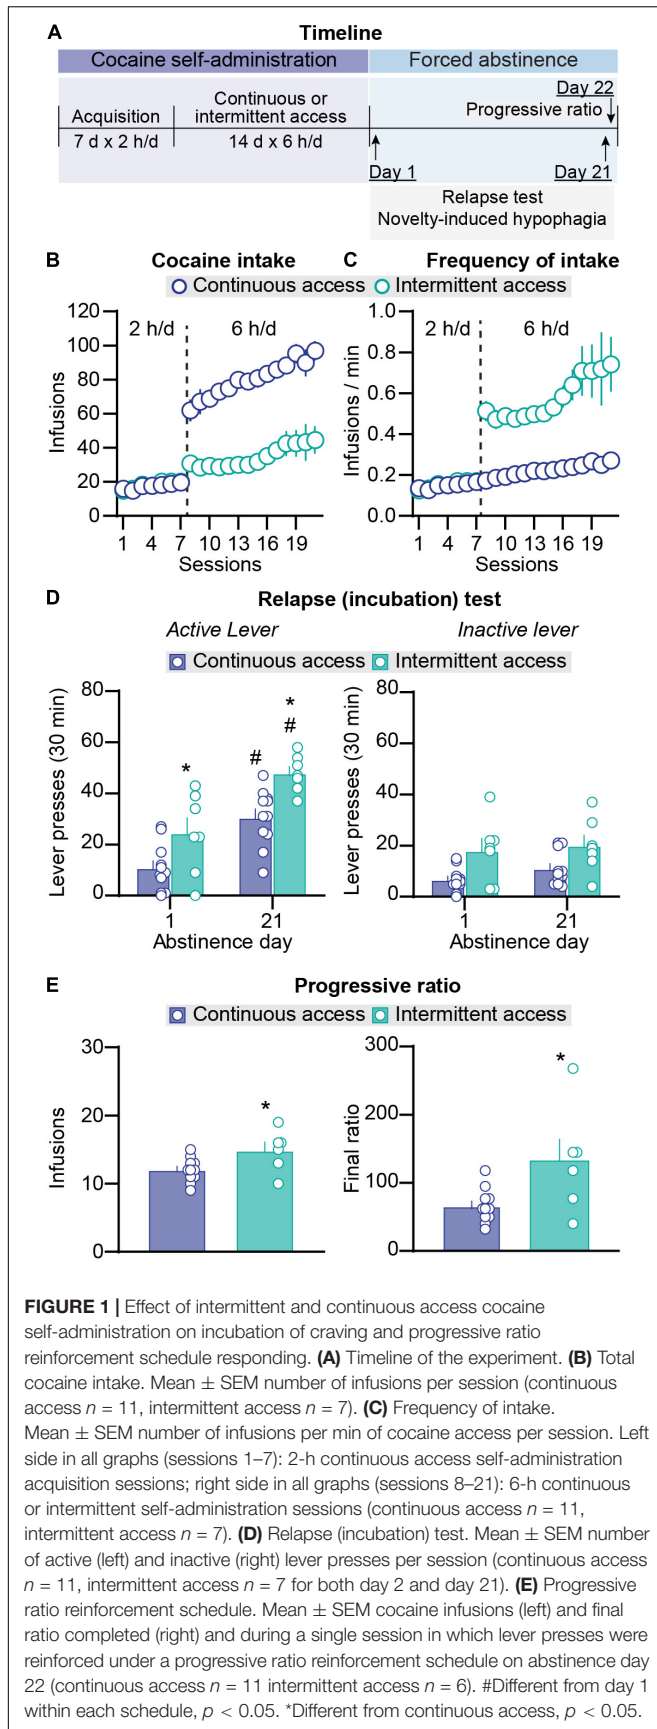 A
Timeline
Cocaine self-administration
Forced abstinence
Day 22
Continuous or
Progressive ratio
Acquisition
intermittent access
7 d x 2 h/d
14 d x 6 h/d
Day 1
Day 21
Relapse test
Novelty-induced hypophagia
B
Cocaine intake
C
Frequency of intake
Continuous access
Intermittent access
120
100
80
60
40
20
0
Infusions
2 h/d
6 h/d
1 4 7 10 13 16 19
Sessions
1.0
0.8
0.6
0.4
0.2
0.0
Infusions / min
2 h/d
6 h/d
1 4 7 10 13 16 19
Sessions
D
Relapse (incubation) test
Active Lever
Inactive lever
Continuous access
Intermittent access
80
60
40
20
0
Lever presses (30 min)
*
#
*
#
1 21
Abstinence day
80
60
40
20
0
Lever presses (30 min)
1 21
Abstinence day
E
Progressive ratio
Continuous access
Intermittent access
30
20
10
0
Infusions
*
300
200
100
0
Final ratio
*
FIGURE 1 | Effect of intermittent and continuous access cocaine
self-administration on incubation of craving and progressive ratio
reinforcement schedule responding. (A) Timeline of the experiment. (B) Total
cocaine intake. Mean ± SEM number of infusions per session (continuous
access n = 11, intermittent access n = 7). (C) Frequency of intake.
Mean ± SEM number of infusions per min of cocaine access per session. Left
side in all graphs (sessions 1–7): 2-h continuous access self-administration
acquisition sessions; right side in all graphs (sessions 8–21): 6-h continuous
or intermittent self-administration sessions (continuous access n = 11,
intermittent access n = 7). (D) Relapse (incubation) test. Mean ± SEM number
of active (left) and inactive (right) lever presses per session (continuous access
n = 11, intermittent access n = 7 for both day 2 and day 21). (E) Progressive
ratio reinforcement schedule. Mean ± SEM cocaine infusions (left) and final
ratio completed (right) and during a single session in which lever presses were
reinforced under a progressive ratio reinforcement schedule on abstinence day
22 (continuous access n = 11 intermittent access n = 6). #Different from day 1
within each schedule, p < 0.05. *Different from continuous access, p < 0.05.